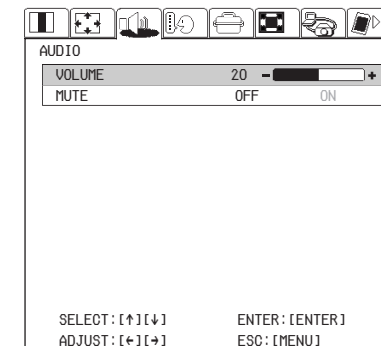 AUDIO
VOLUME 20 - +
MUTE OFF ON
SELECT:[↑][↓] ENTER:[ENTER]
ADJUST:[←][→] ESC:[MENU]